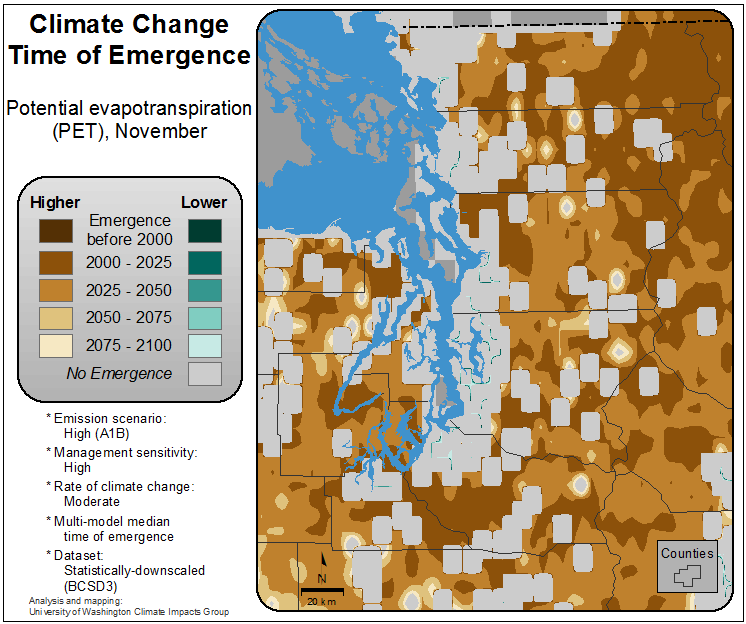 Climate Change
Time of Emergence
Potential evapotranspiration
(PET), November
Higher Lower
Emergence
before 2000
2000 - 2025
2025 - 2050
2050 - 2075
2075 - 2100
No Emergence
* Emission scenario:
High (A1B)
* Management sensitivity:
High
* Rate of climate change:
Moderate
* Multi-model median
time of emergence
* Dataset:
Statistically-downscaled
(BCSD3)
Analysis and mapping:
University of Washington Climate Impacts Group
N
20 km
Counties